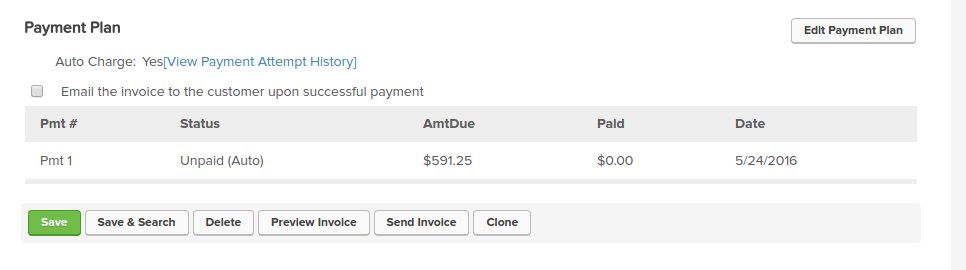 Payment Plan
Edit Payment Plan
Auto Charge: Yes[View Payment Attempt History]
Email the invoice to the customer upon successful payment
Pmt # Status AmtDue Paid Date
Pmt 1 Unpaid (Auto) $591.25 $0.00 5/24/2016
Save Save & Search Delete Preview Invoice Send Invoice Clone